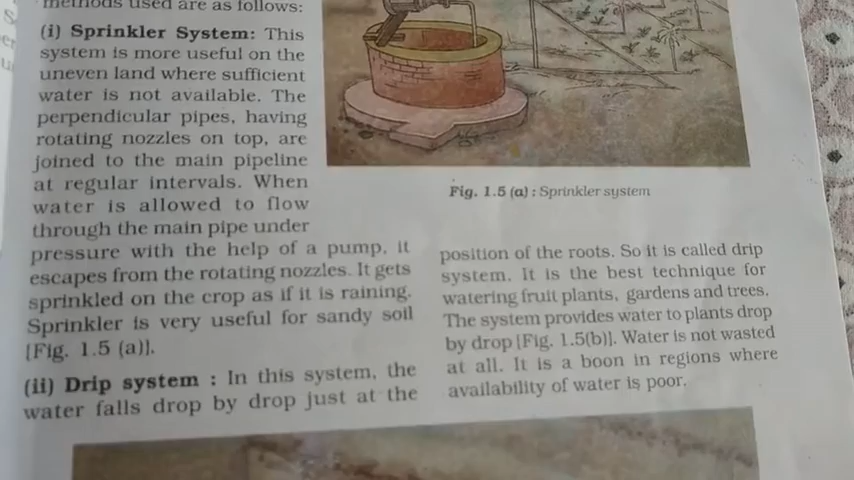 methods used are as follows:
(i) Sprinkler System: This
system is more useful on the
uneven land where sufficient
water is not available. The
perpendicular pipes, having
rotating nozzles on top, are
joined to the main pipeline
at regular intervals. When
water is allowed to flow
through the main pipe under
pressure with the help of a pump, it
escapes from the rotating nozzles. It gets
sprinkled on the crop as if it is raining.
Sprinkler is very useful for sandy soil
[Fig. 1.5 (a)].
(ii) Drip system : In this system, the
water falls drop by drop just at the
Fig. 1.5 (a) : Sprinkler system
position of the roots. So it is called drip
system. It is the best technique for
watering fruit plants, gardens and trees.
The system provides water to plants drop
by drop [Fig. 1.5(b)]. Water is not wasted
at all. It is a boon in regions where
availability of water is poor.